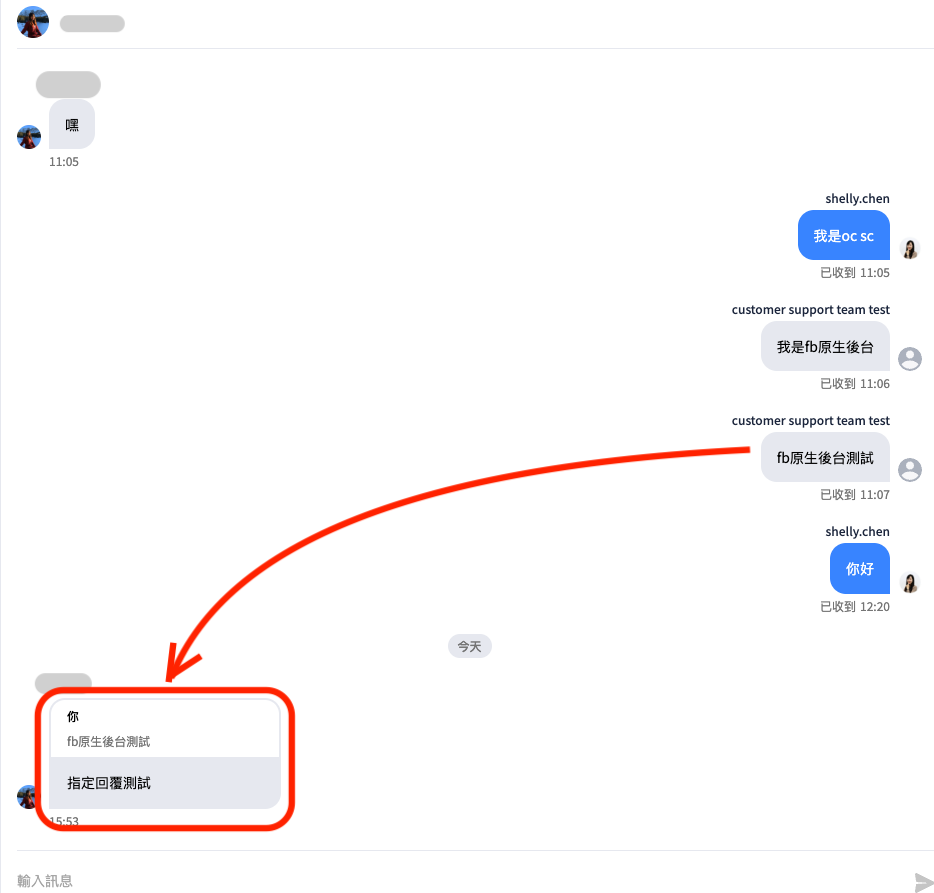 嘿
11:05
shelly.chen
我是oc sc
已收到 11:05
customer support team test
我是fb原生後台
已收到 11:06
customer support team test
fb原生後台測試
已收到 11:07
shelly.chen
你好
已收到 12:20
今天
你
fb原生後台測試
指定回覆測試
15:53
輸入訊息